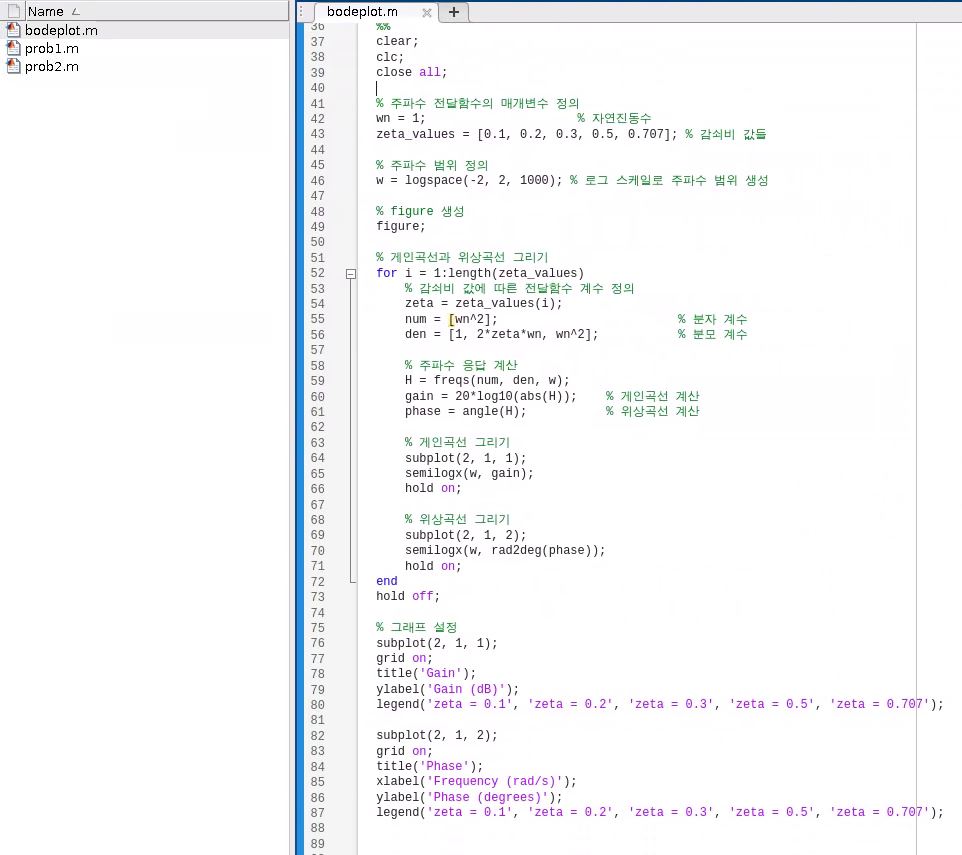 Name
bodeplot.m
prob1.m
prob2.m
bodeplot.m
36 %%
37 clear;
38 clc;
39 close all;
40
41 % 주파수 전달함수의 매개변수 정의
42 wn = 1; % 자연진동수
43 zeta_values = [0.1, 0.2, 0.3, 0.5, 0.707]; % 감쇠비 값들
44
45 % 주파수 범위 정의
46 w = logspace(-2, 2, 1000); % 로그 스케일로 주파수 범위 생성
47
48 % figure 생성
49 figure;
50
51 % 게인곡선과 위상곡선 그리기
52 for i = 1:length(zeta_values)
53 % 감쇠비 값에 따른 전달함수 계수 정의
54 zeta = zeta_values(i);
55 num = [wn^2]; % 분자 계수
56 den = [1, 2*zeta*wn, wn^2]; % 분모 계수
57
58 % 주파수 응답 계산
59 H = freqs(num, den, w);
60 gain = 20*log10(abs(H)); % 게인곡선 계산
61 phase = angle(H); % 위상곡선 계산
62
63 % 게인곡선 그리기
64 subplot(2, 1, 1);
65 semilogx(w, gain);
66 hold on;
67
68 % 위상곡선 그리기
69 subplot(2, 1, 2);
70 semilogx(w, rad2deg(phase));
71 hold on;
72 end
73 hold off;
74
75 % 그래프 설정
76 subplot(2, 1, 1);
77 grid on;
78 title('Gain');
79 ylabel('Gain (dB)');
80 legend('zeta = 0.1', 'zeta = 0.2', 'zeta = 0.3', 'zeta = 0.5', 'zeta = 0.707');
81
82 subplot(2, 1, 2);
83 grid on;
84 title('Phase');
85 xlabel('Frequency (rad/s)');
86 ylabel('Phase (degrees)');
87 legend('zeta = 0.1', 'zeta = 0.2', 'zeta = 0.3', 'zeta = 0.5', 'zeta = 0.707');
88
89